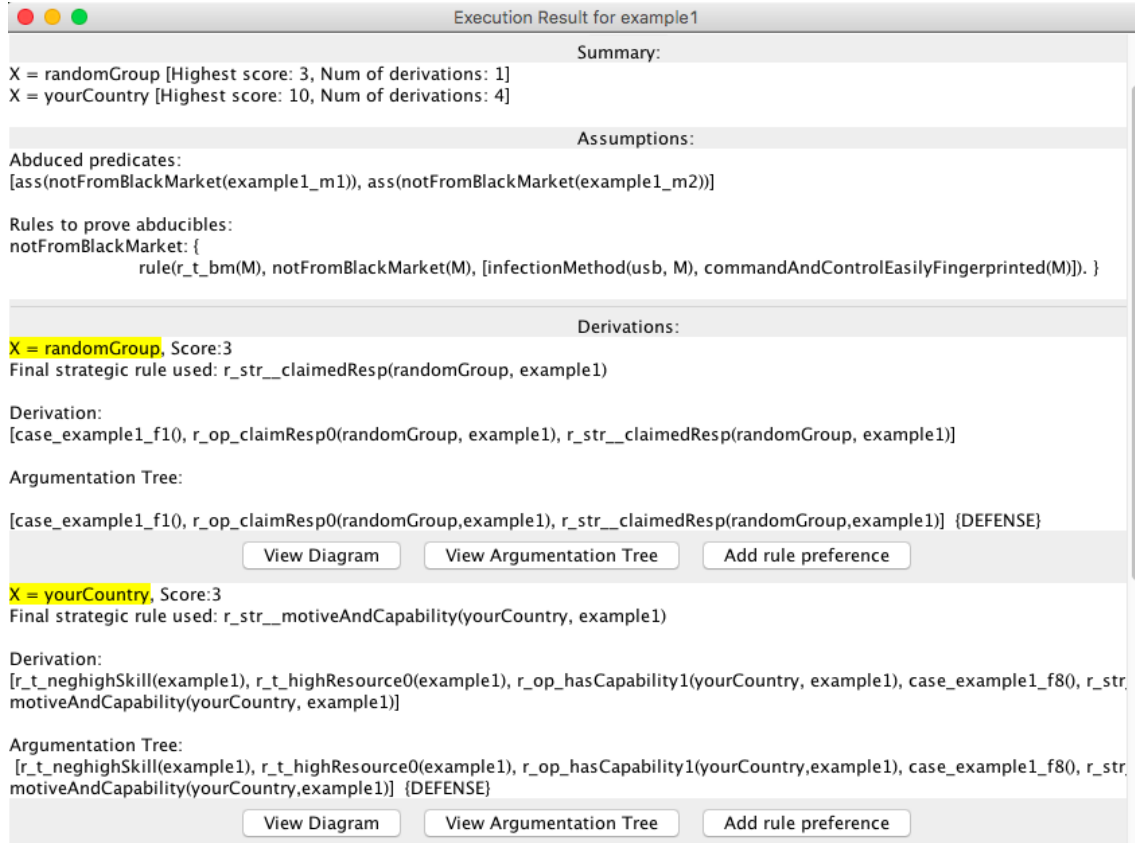 Execution Result for example1
Summary:
X = randomGroup [Highest score: 3, Num of derivations: 1]
X = yourCountry [Highest score: 10, Num of derivations: 4]
Assumptions:
Abduced predicates:
[ass(notFromBlackMarket(example1_m1)), ass(notFromBlackMarket(example1_m2))]
Rules to prove abducibles:
notFromBlackMarket: {
rule(r_t_bm(M), notFromBlackMarket(M), [infectionMethod(usb, M), commandAndControlEasilyFingerprinted(M)]). }
Derivations:
X = randomGroup, Score:3
Final strategic rule used: r_str__claimedResp(randomGroup, example1)
Derivation:
[case_example1_f1(), r_op_claimResp0(randomGroup, example1), r_str__claimedResp(randomGroup, example1)]
Argumentation Tree:
[case_example1_f1(), r_op_claimResp0(randomGroup,example1), r_str__claimedResp(randomGroup,example1)] {DEFENSE}
View Diagram View Argumentation Tree Add rule preference
X = yourCountry, Score:3
Final strategic rule used: r_str__motiveAndCapability(yourCountry, example1)
Derivation:
[r_t_neghighSkill(example1), r_t_highResource0(example1), r_op_hasCapability1(yourCountry, example1), case_example1_f8(), r_str_
motiveAndCapability(yourCountry, example1)]
Argumentation Tree:
[r_t_neghighSkill(example1), r_t_highResource0(example1), r_op_hasCapability1(yourCountry,example1), case_example1_f8(), r_str_
motiveAndCapability(yourCountry,example1)] {DEFENSE}
View Diagram View Argumentation Tree Add rule preference